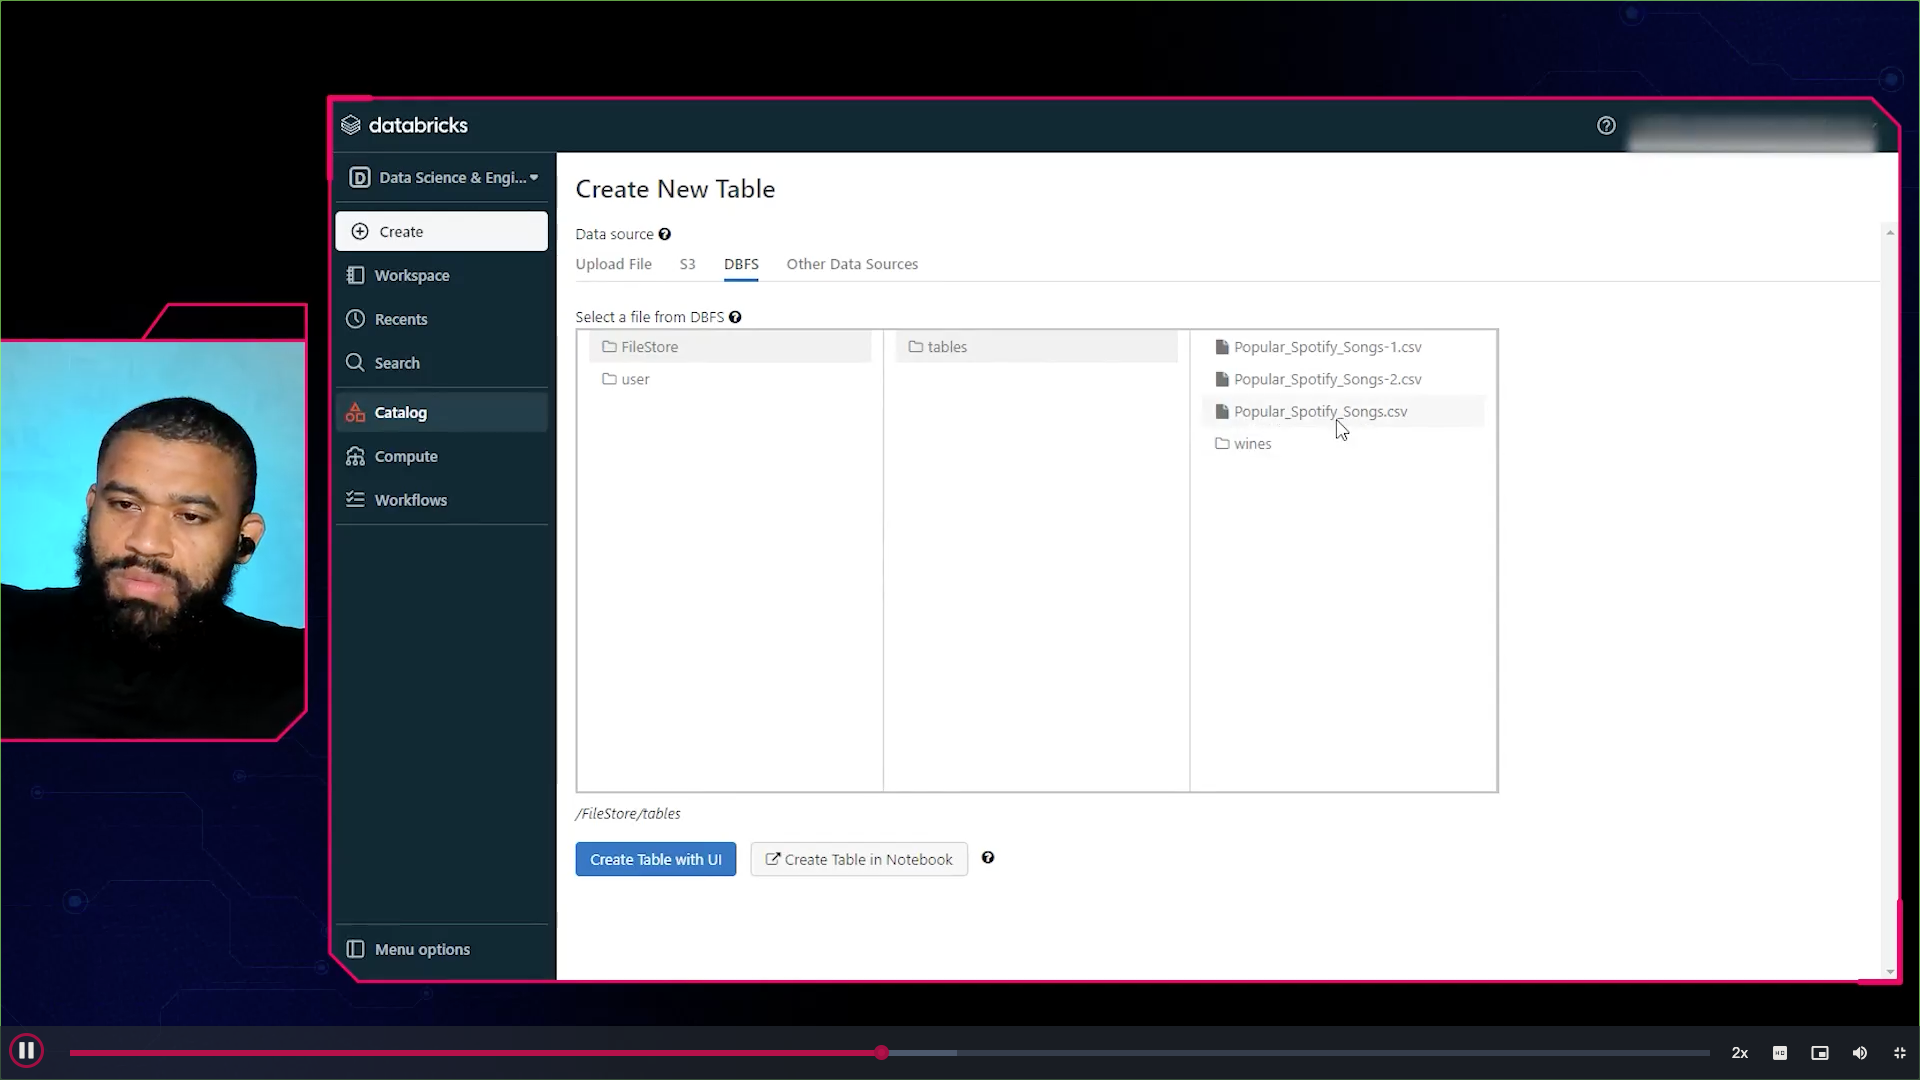 databricks
Data Science & Engi...
Create
Workspace
Recents
Search
Catalog
Compute
Workflows
Menu options
Create New Table
Data source
Upload File S3 DBFS Other Data Sources
Select a file from DBFS
FileStore
user
tables
Popular_Spotify_Songs-1.csv
Popular_Spotify_Songs-2.csv
Popular_Spotify_Songs.csv
wines
/FileStore/tables
Create Table with UI
Create Table in Notebook
2x